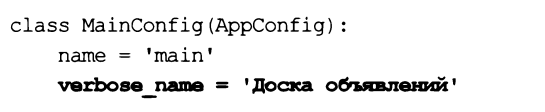 class MainConfig(AppConfig):
    name = 'main'
    verbose_name = 'Доска объявлений'